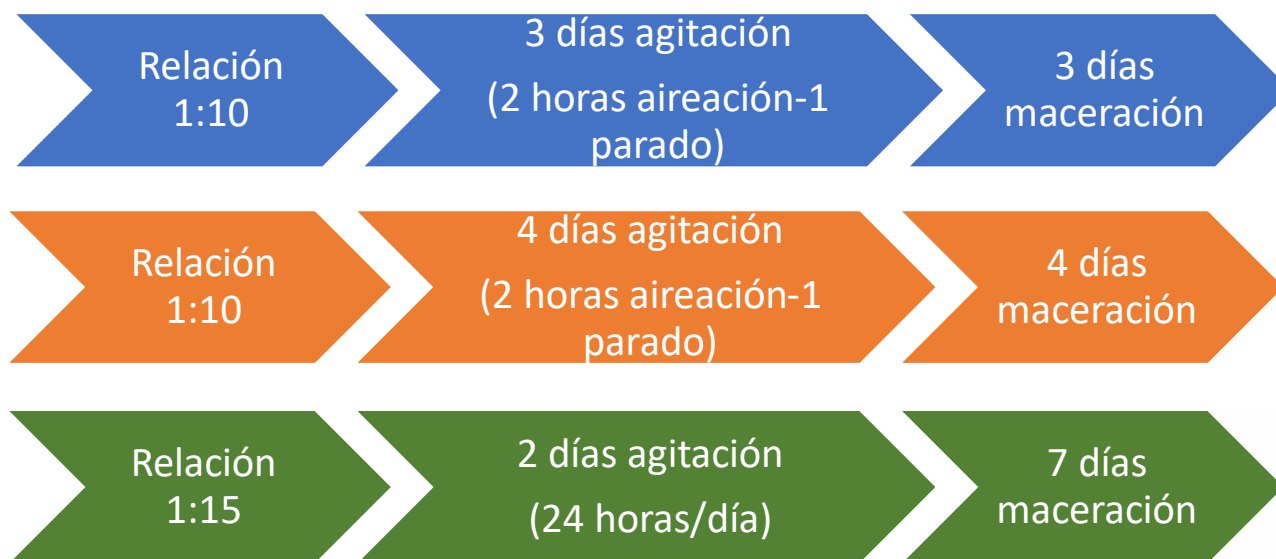 Relación
1:10
3 días agitación
(2 horas aireación-1
parado)
3 días
maceración
Relación
1:10
4 días agitación
(2 horas aireación-1
parado)
4 días
maceración
Relación
1:15
2 días agitación
(24 horas/día)
7 días
maceración